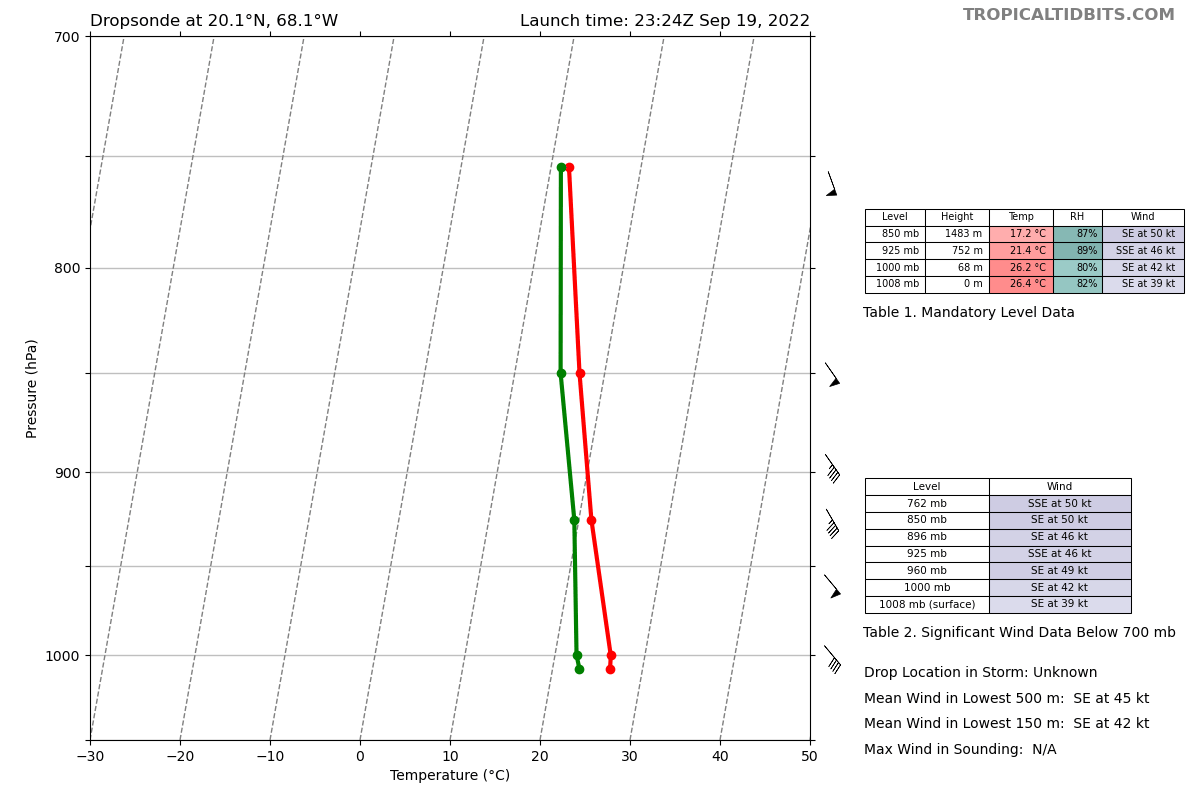 Dropsonde at 20.1°N, 68.1°W Launch time: 23:24Z Sep 19, 2022
TROPICALTIDBITS.COM
700
800
900
1000
Pressure (hPa)
−30 −20 −10 0 10 20 30 40 50
Temperature (°C)
Level Height Temp RH Wind
850 mb 1483 m 17.2 °C 87% SE at 50 kt
925 mb 752 m 21.4 °C 89% SSE at 46 kt
1000 mb 68 m 26.2 °C 80% SE at 42 kt
1008 mb 0 m 26.4 °C 82% SE at 39 kt
Table 1. Mandatory Level Data
Level Wind
762 mb SSE at 50 kt
850 mb SE at 50 kt
896 mb SE at 46 kt
925 mb SSE at 46 kt
960 mb SE at 49 kt
1000 mb SE at 42 kt
1008 mb (surface) SE at 39 kt
Table 2. Significant Wind Data Below 700 mb
Drop Location in Storm: Unknown
Mean Wind in Lowest 500 m: SE at 45 kt
Mean Wind in Lowest 150 m: SE at 42 kt
Max Wind in Sounding: N/A